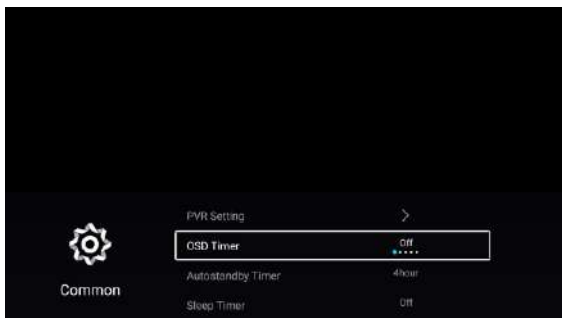 PVR Setting
OSD Timer Off
Autostandby Timer 4hour
Common
Sleep Timer Off